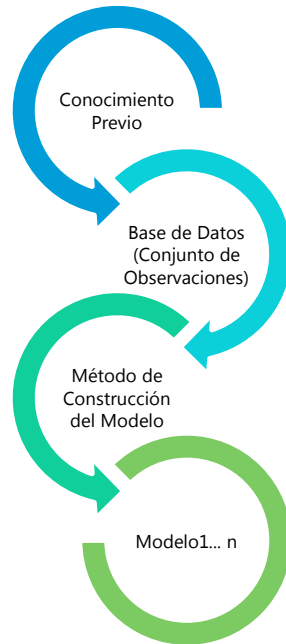 Conocimiento
Previo
Base de Datos
(Conjunto de
Observaciones)
Método de
Construcción
del Modelo
Modelo1... n